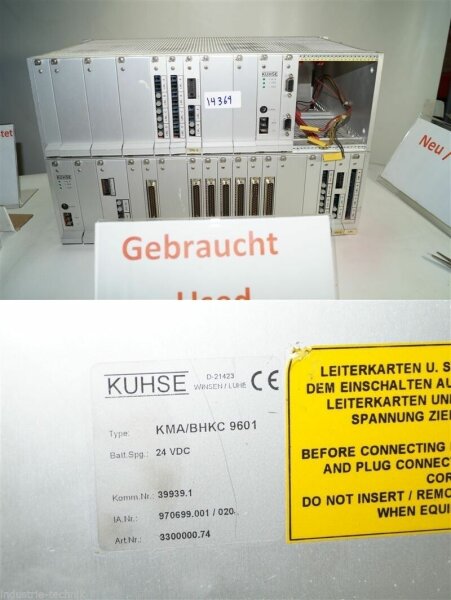 KUHSE
14369
KUHSE
Neu /
Gebraucht
Used
KUHSE
D-21423
WINSEN / LUHE
CE
Type: KMA/BHKC 9601
Batt.Spg.: 24 VDC
Komm.Nr.: 39939.1
IA.Nr.: 970699.001 / 020
Art.Nr.: 3300000.74
LEITERKARTEN U. S
DEM EINSCHALTEN AU
LEITERKARTEN UN
SPANNUNG ZIE
BEFORE CONNECTING
AND PLUG CONNECT
COR
DO NOT INSERT / REMO
WHEN EQUI
industrie-technik